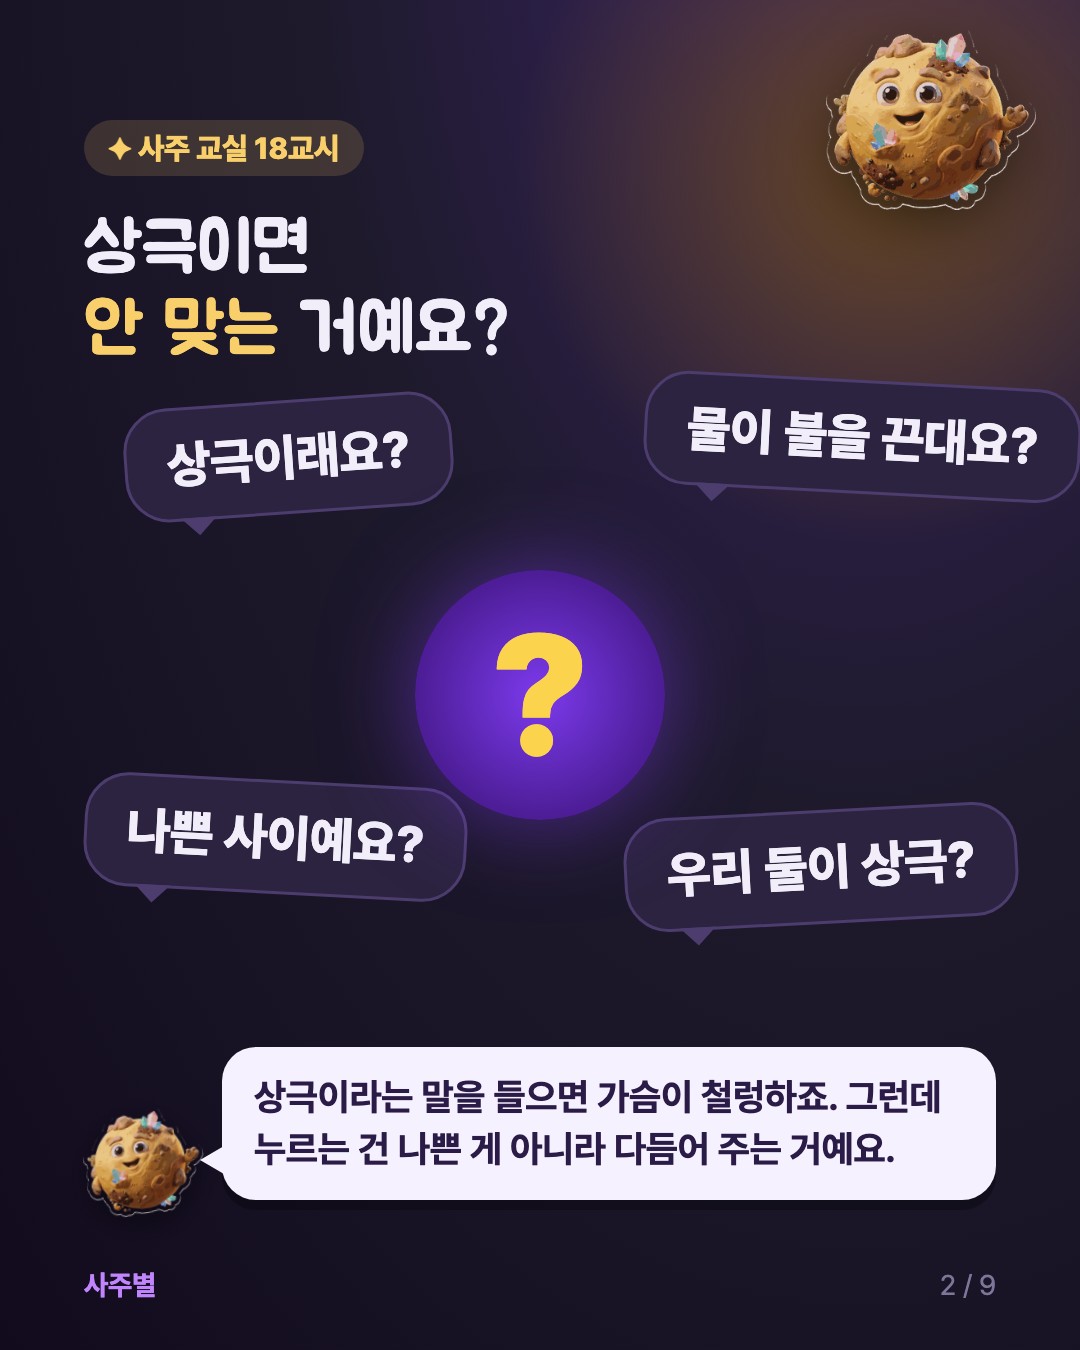 ✦ 사주 교실 18교시
상극이면
안 맞는 거예요?
상극이래요?
물이 불을 끈대요?
?
나쁜 사이예요?
우리 둘이 상극?
상극이라는 말을 들으면 가슴이 철렁하죠. 그런데
누르는 건 나쁜 게 아니라 다듬어 주는 거예요.
사주별
2 / 9